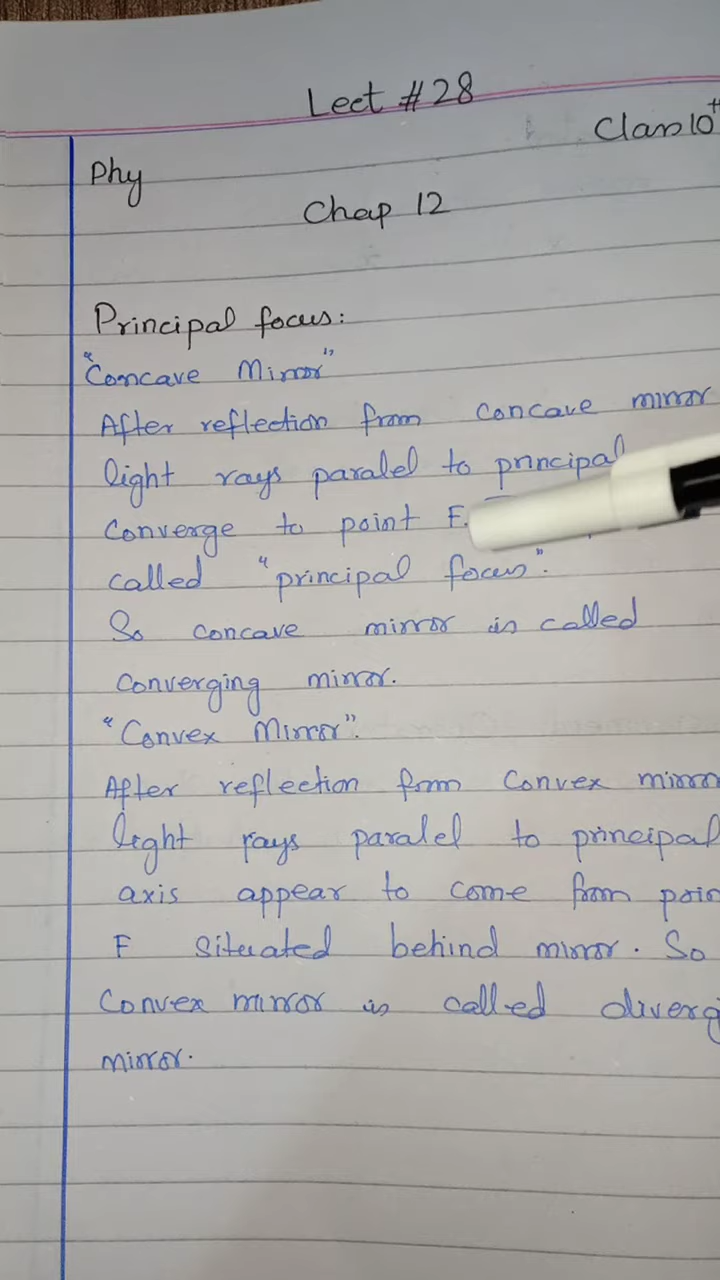 Lect #28
Class 10
Phy
Chap 12
Principal focus:
"Concave Mirror"
After reflection from concave mirror
light rays paralel to principal
converge to point F.
called "principal focus".
So concave mirror is called
converging mirror.
"Convex Mirror".
After reflection from Convex mirror
light rays paralel to principal
axis appear to come from poin
F situated behind mirror. So
Convex mirror is called diverg
mirror.